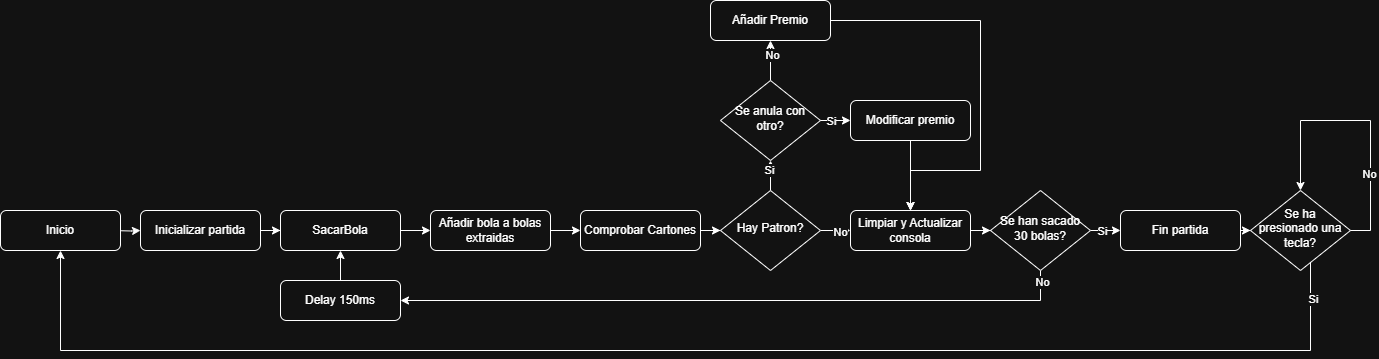 Añadir Premio
No
Se anula con
otro?
Si
Modificar premio
Si
No
Inicio
Inicializar partida
SacarBola
Añadir bola a bolas
extraidas
Comprobar Cartones
Hay Patron?
No
Limpiar y Actualizar
consola
Se han sacado
30 bolas?
Si
Fin partida
Se ha
presionado una
tecla?
No
Delay 150ms
Si